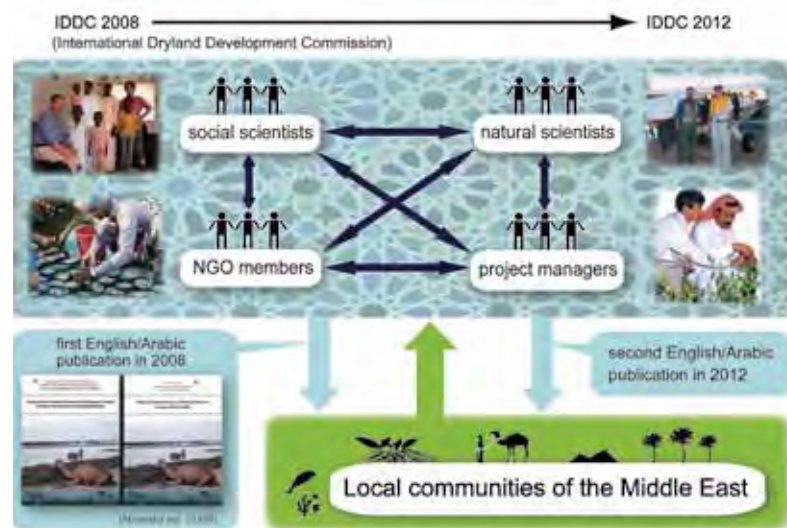 IDDC 2008
IDDC 2012
(International Dryland Development Commission)
social scientists
natural scientists
NGO members
project managers
first English/Arabic
publication in 2008
second English/Arabic
publication in 2012
Local communities of the Middle East